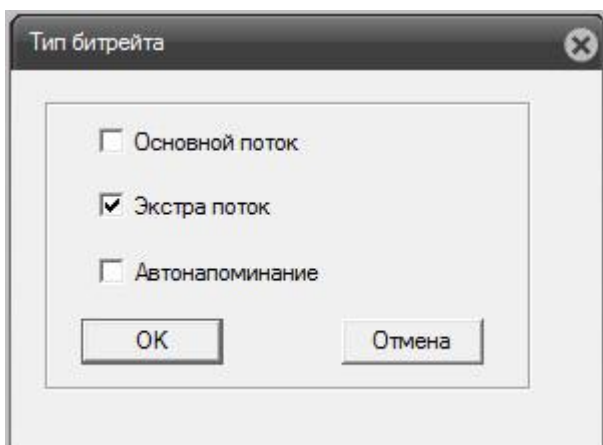 Тип битрейта
Основной поток
Экстра поток
Автонапоминание
OK
Отмена